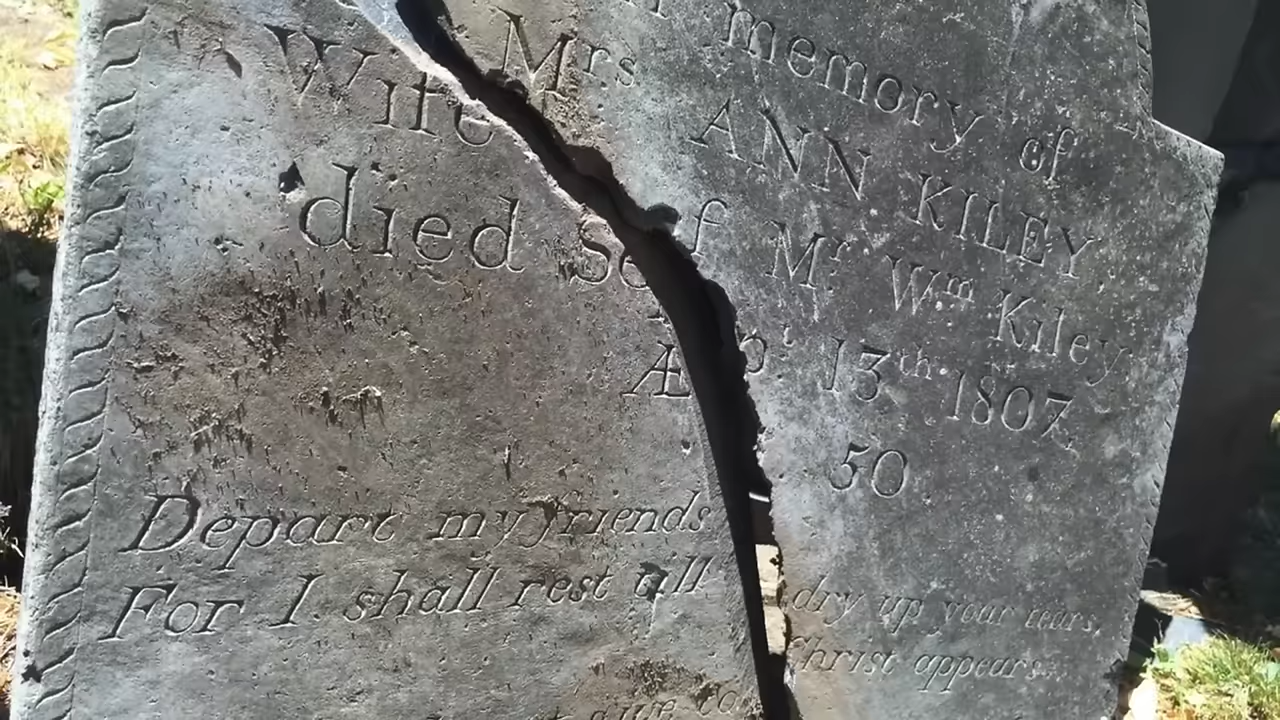 memory of
Mrs ANN KILEY,
Wife of Mr. Wm Kiley
died Sept 13th 1807
Æ 50
Depart my friends dry up your tears,
For I shall rest till Christ appears.